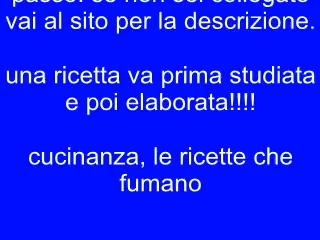 vai al sito per la descrizione.
una ricetta va prima studiata
e poi elaborata!!!!
cucinanza, le ricette che
fumano